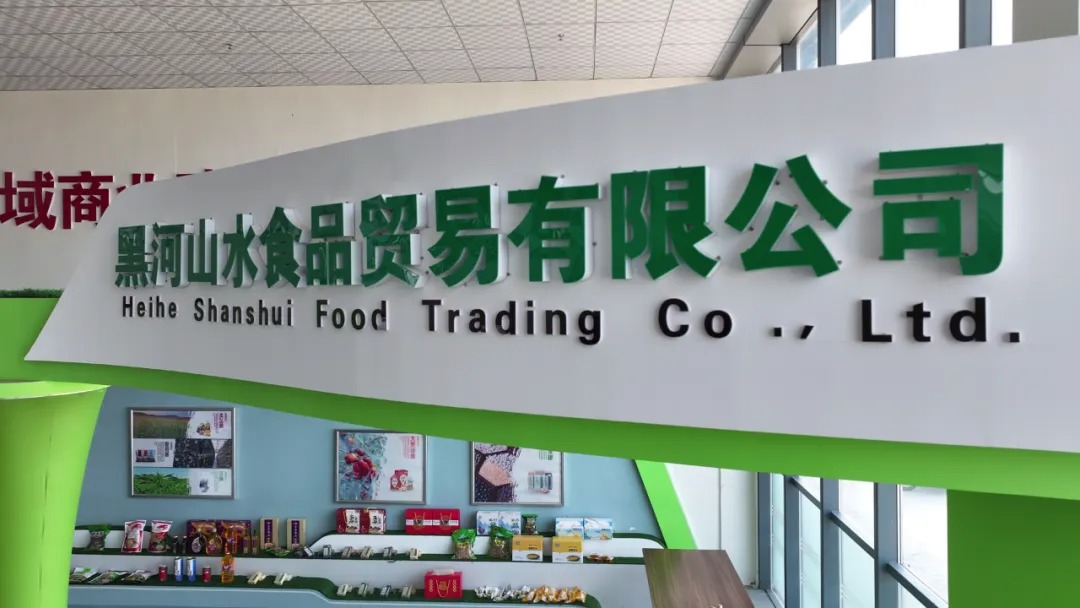 域商业
黑河山水食品贸易有限公司
Heihe Shanshui Food Trading Co ., Ltd.